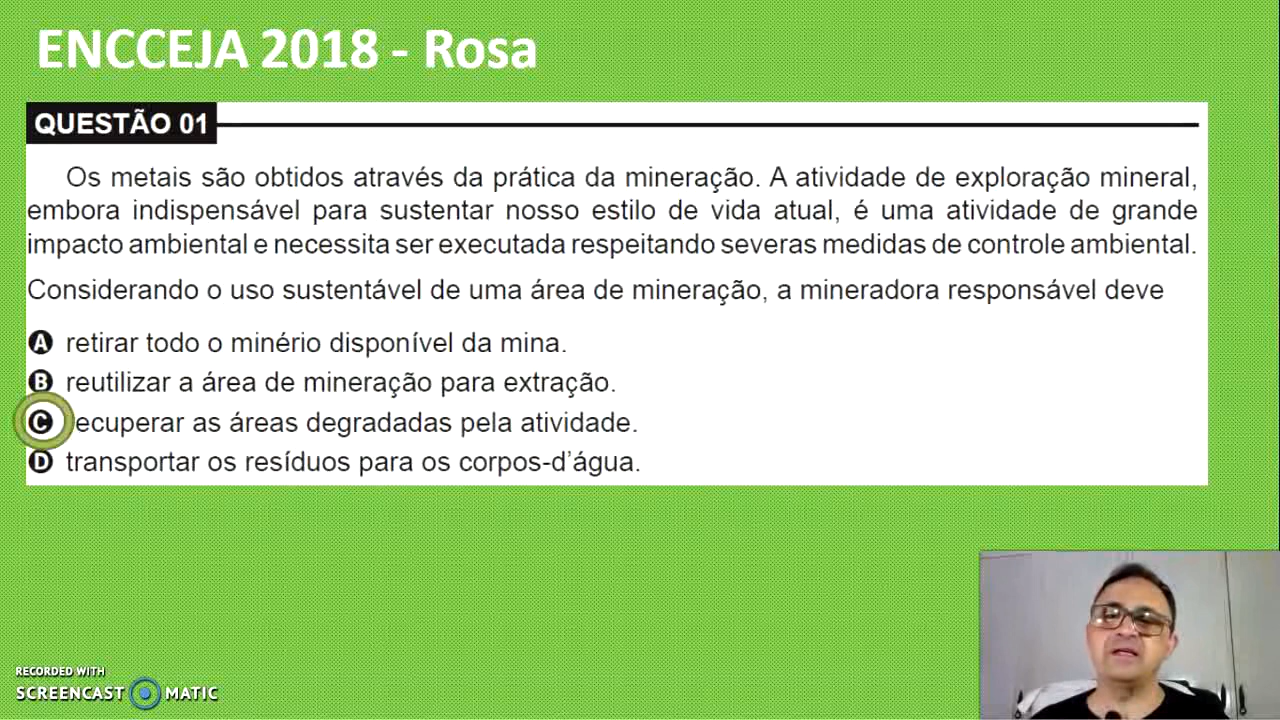 ENCCEJA 2018 - Rosa
QUESTÃO 01
Os metais são obtidos através da prática da mineração. A atividade de exploração mineral,
embora indispensável para sustentar nosso estilo de vida atual, é uma atividade de grande
impacto ambiental e necessita ser executada respeitando severas medidas de controle ambiental.
Considerando o uso sustentável de uma área de mineração, a mineradora responsável deve
A retirar todo o minério disponível da mina.
B reutilizar a área de mineração para extração.
C ecuperar as áreas degradadas pela atividade.
D transportar os resíduos para os corpos-d'água.
RECORDED WITH
SCREENCAST MATIC